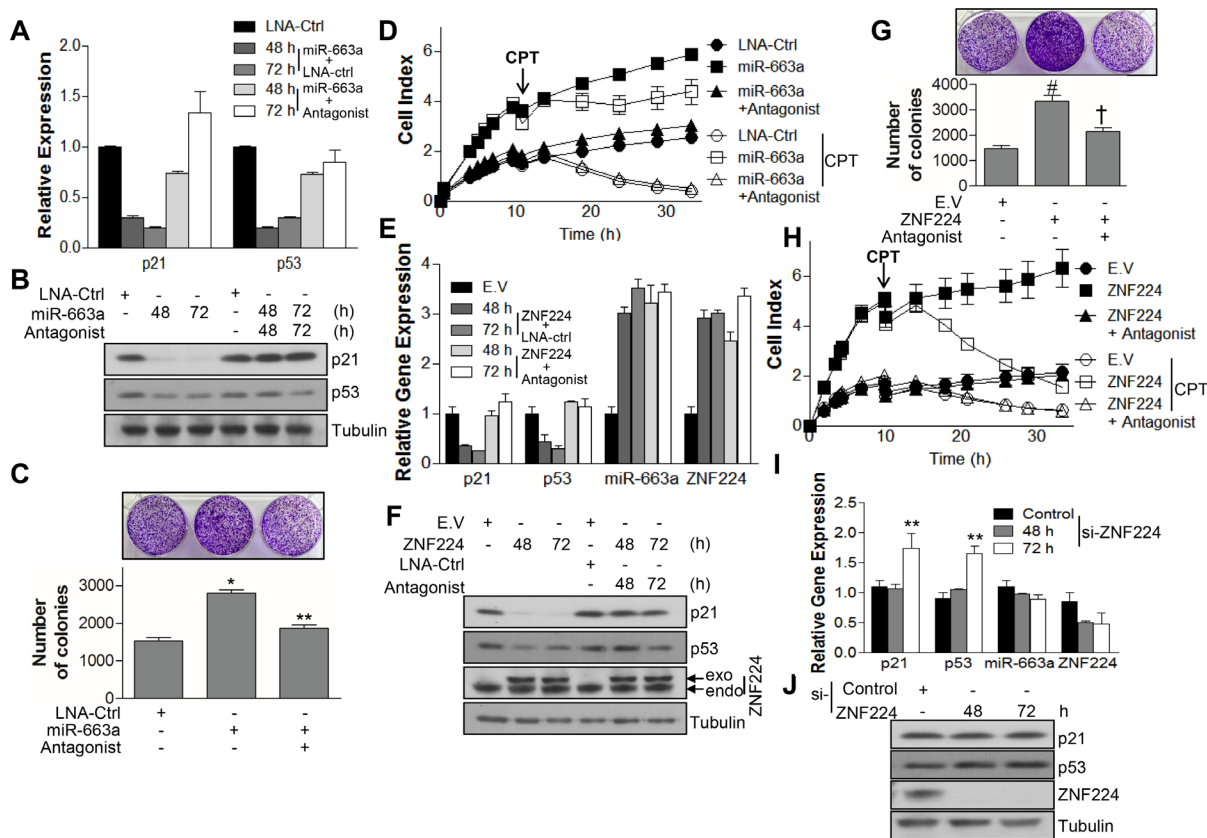 A
LNA-Ctrl
48 h
72 h
miR-663a
+
LNA-ctrl
48 h
72 h
miR-663a
+
Antagonist
Relative Expression
2.0
1.5
1.0
0.5
0.0
p21 p53
B
LNA-Ctrl + - - + - -
miR-663a - 48 72 - 48 72 (h)
Antagonist - 48 72 (h)
p21
p53
Tubulin
C
Number
of colonies
3000
2000
1000
0
* **
LNA-Ctrl + - -
miR-663a - + +
Antagonist - - +
D
Cell Index
6
4
2
0
CPT
0 10 20 30
Time (h)
LNA-Ctrl
miR-663a
miR-663a
+Antagonist
LNA-Ctrl
miR-663a
miR-663a
+Antagonist
CPT
E
Relative Gene Expression
4
3
2
1
0
E.V
48 h
72 h
ZNF224
+
LNA-ctrl
48 h
72 h
ZNF224
+
Antagonist
p21 p53 miR-663a ZNF224
F
E.V + - - + - -
ZNF224 - 48 72 - 48 72 (h)
LNA-Ctrl + - -
Antagonist - 48 72 (h)
p21
p53
exo
endo
ZNF224
Tubulin
G
Number
of colonies
4000
3000
2000
1000
0
# †
E.V + - -
ZNF224 - + +
Antagonist - - +
H
Cell Index
6
4
2
0
CPT
0 10 20 30
Time (h)
E.V
ZNF224
ZNF224
+ Antagonist
E.V
ZNF224
ZNF224
+ Antagonist
CPT
I
Relative Gene Expression
2.5
2.0
1.5
1.0
0.5
0.0
** **
Control
48 h
72 h
si-ZNF224
p21 p53 miR-663a ZNF224
J
si-
Control + - -
ZNF224 - 48 72 h
p21
p53
ZNF224
Tubulin